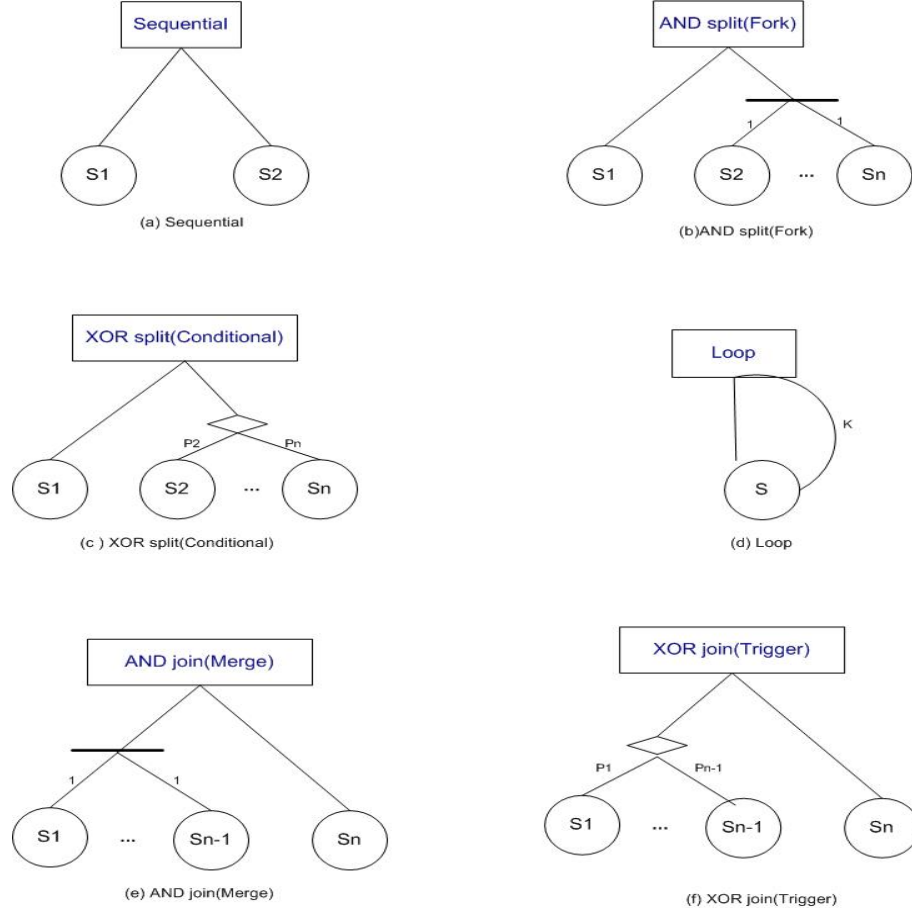 Sequential
S1
S2
(a) Sequential
AND split(Fork)
1
1
S1
S2
...
Sn
(b)AND split(Fork)
XOR split(Conditional)
P2
Pn
S1
S2
...
Sn
(c ) XOR split(Conditional)
Loop
K
S
(d) Loop
AND join(Merge)
1
1
S1
...
Sn-1
Sn
(e) AND join(Merge)
XOR join(Trigger)
P1
Pn-1
S1
...
Sn-1
Sn
(f) XOR join(Trigger)